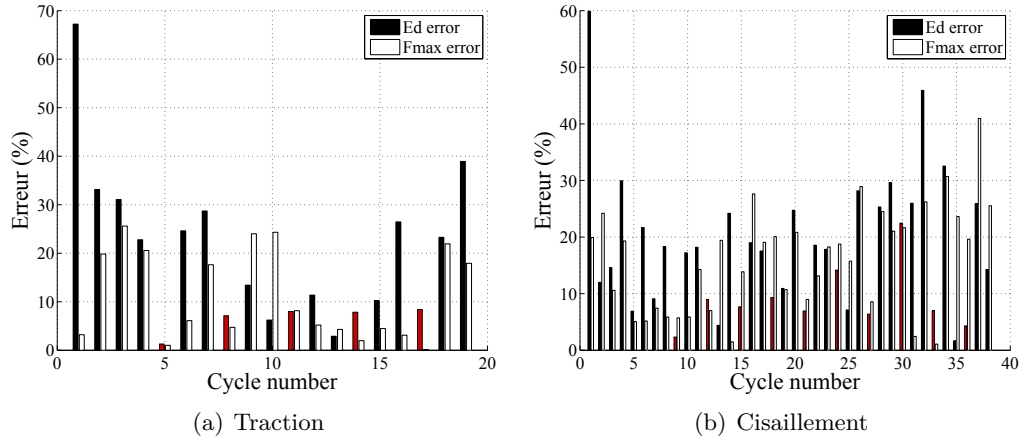 70
60
50
40
30
20
10
0
Erreur (%)
Ed error
Fmax error
0 5 10 15 20
Cycle number
(a) Traction
60
50
40
30
20
10
0
Erreur (%)
Ed error
Fmax error
0 5 10 15 20 25 30 35 40
Cycle number
(b) Cisaillement